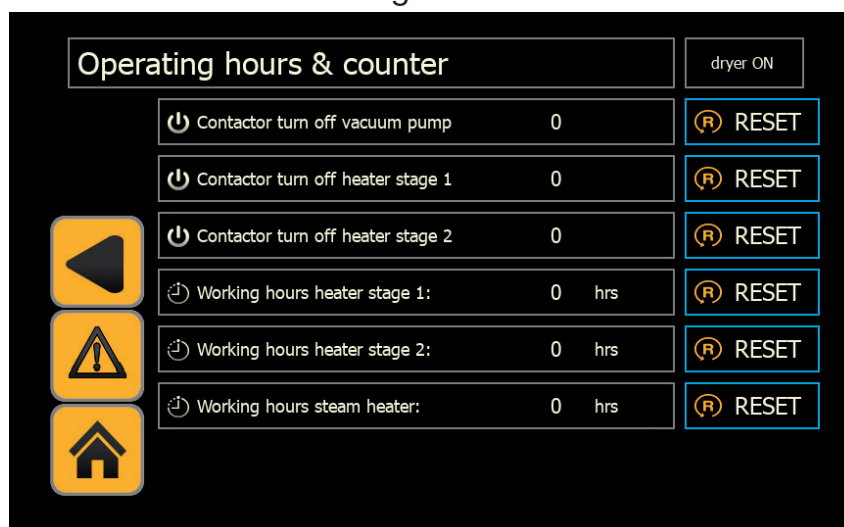 Operating hours & counter dryer ON
Contactor turn off vacuum pump 0 R RESET
Contactor turn off heater stage 1 0 R RESET
Contactor turn off heater stage 2 0 R RESET
Working hours heater stage 1: 0 hrs R RESET
Working hours heater stage 2: 0 hrs R RESET
Working hours steam heater: 0 hrs R RESET